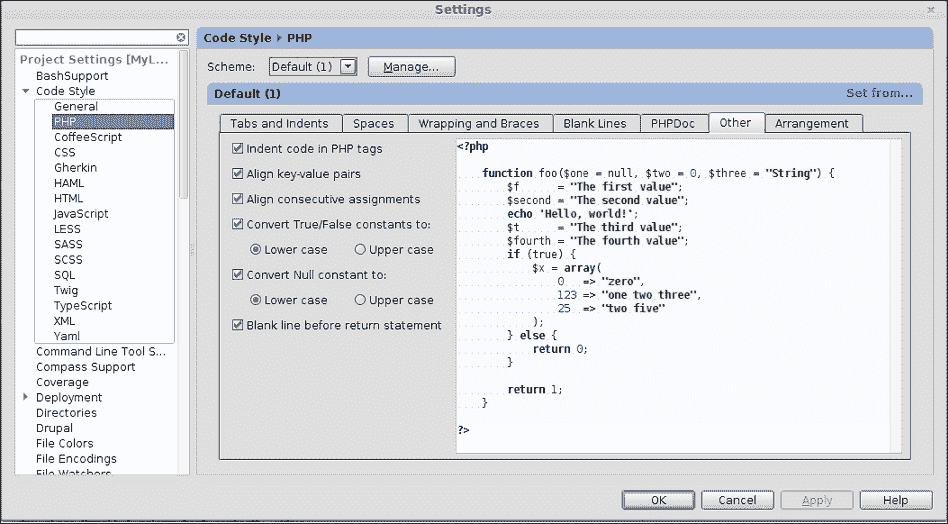 Settings
Code Style ▸ PHP
Project Settings [MyL...
BashSupport
Code Style
General
PHP
CoffeeScript
CSS
Gherkin
HAML
HTML
JavaScript
LESS
SASS
SCSS
SQL
Twig
TypeScript
XML
Yaml
Command Line Tool S...
Compass Support
Coverage
Deployment
Directories
Drupal
File Colors
File Encodings
File Watchers
Scheme: Default (1) Manage...
Default (1) Set from...
Tabs and Indents Spaces Wrapping and Braces Blank Lines PHPDoc Other Arrangement
Indent code in PHP tags
Align key-value pairs
Align consecutive assignments
Convert True/False constants to:
Lower case Upper case
Convert Null constant to:
Lower case Upper case
Blank line before return statement
<?php
function foo($one = null, $two = 0, $three = "String") {
$f = "The first value";
$second = "The second value";
echo 'Hello, world!';
$t = "The third value";
$fourth = "The fourth value";
if (true) {
$x = array(
0 => "zero",
123 => "one two three",
25 => "two five"
);
} else {
return 0;
}
return 1;
}
?>
OK Cancel Apply Help